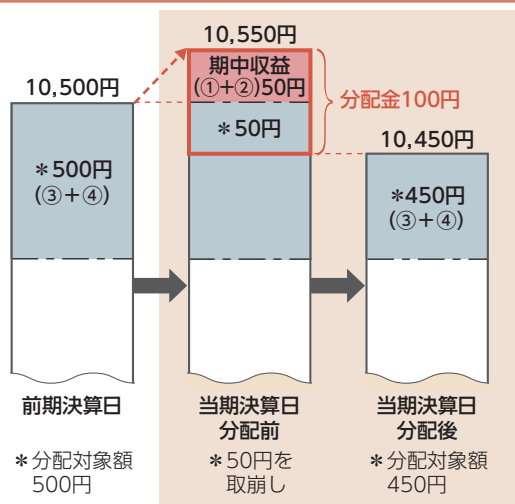 10,500円
＊500円
(③＋④)
前期決算日
＊分配対象額
500円
10,550円
期中収益
(①＋②)50円
＊50円
分配金100円
当期決算日
分配前
＊50円を
取崩し
10,450円
＊450円
(③＋④)
当期決算日
分配後
＊分配対象額
450円